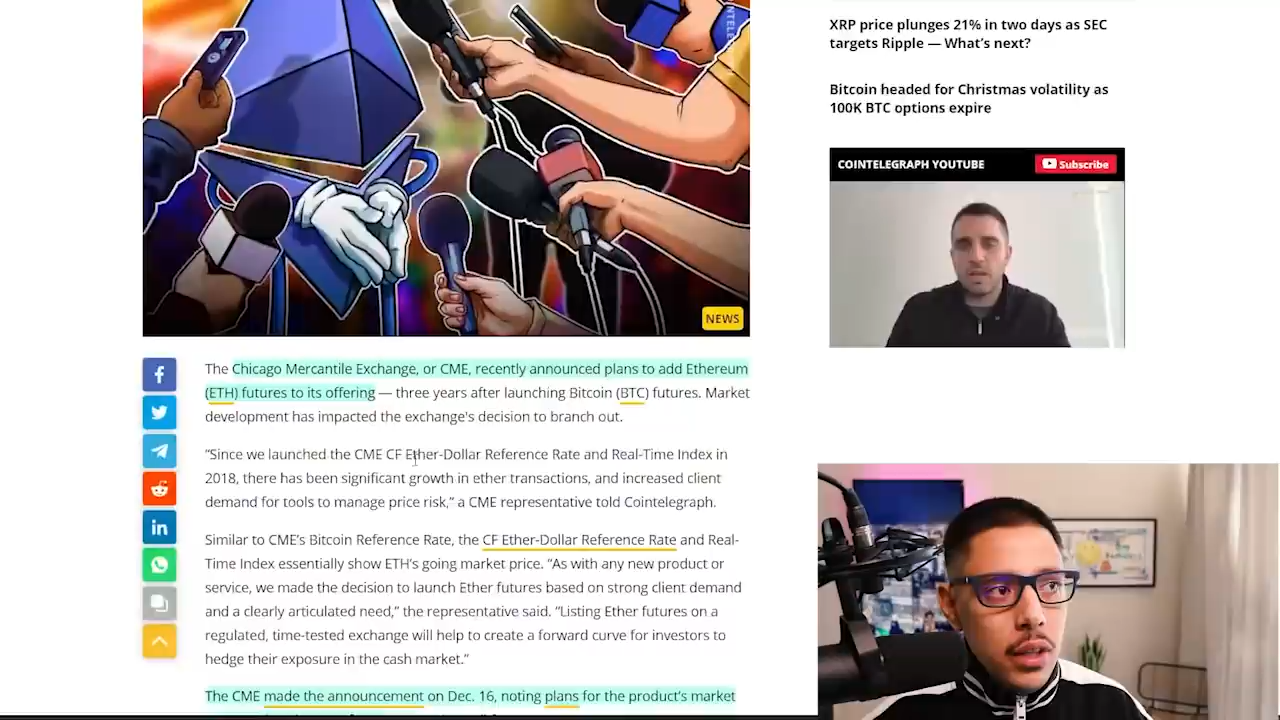 XRP price plunges 21% in two days as SEC
targets Ripple — What's next?
Bitcoin headed for Christmas volatility as
100K BTC options expire
COINTELEGRAPH YOUTUBE
Subscribe
NEWS
The Chicago Mercantile Exchange, or CME, recently announced plans to add Ethereum
(ETH) futures to its offering — three years after launching Bitcoin (BTC) futures. Market
development has impacted the exchange's decision to branch out.
"Since we launched the CME CF Ether-Dollar Reference Rate and Real-Time Index in
2018, there has been significant growth in ether transactions, and increased client
demand for tools to manage price risk," a CME representative told Cointelegraph.
Similar to CME's Bitcoin Reference Rate, the CF Ether-Dollar Reference Rate and Real-
Time Index essentially show ETH's going market price. "As with any new product or
service, we made the decision to launch Ether futures based on strong client demand
and a clearly articulated need," the representative said. "Listing Ether futures on a
regulated, time-tested exchange will help to create a forward curve for investors to
hedge their exposure in the cash market."
The CME made the announcement on Dec. 16, noting plans for the product's market